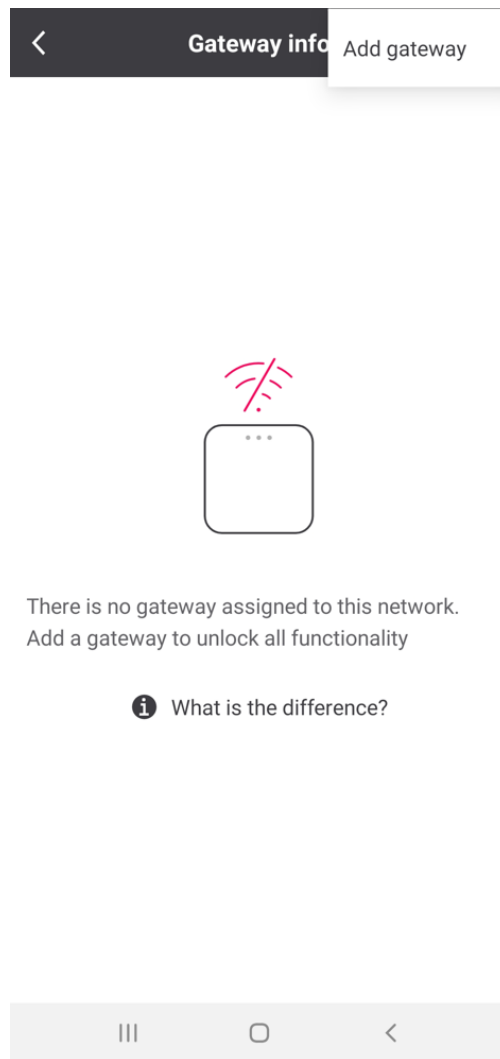 Gateway info
Add gateway
There is no gateway assigned to this network.
Add a gateway to unlock all functionality
What is the difference?